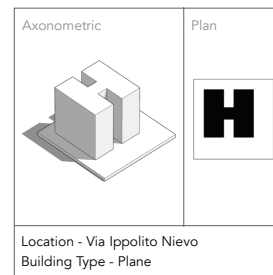 Axonometric
Plan
Location - Via Ippolito Nievo
Building Type - Plane